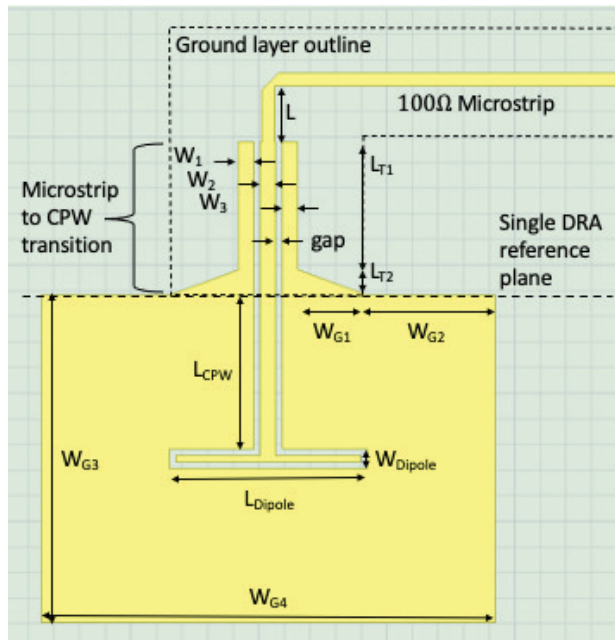 Ground layer outline
100Ω Microstrip
L
W1
W2
W3
LT1
Microstrip
to CPW
transition
gap
LT2
Single DRA
reference
plane
WG1
WG2
LCPW
WG3
WDipole
LDipole
WG4